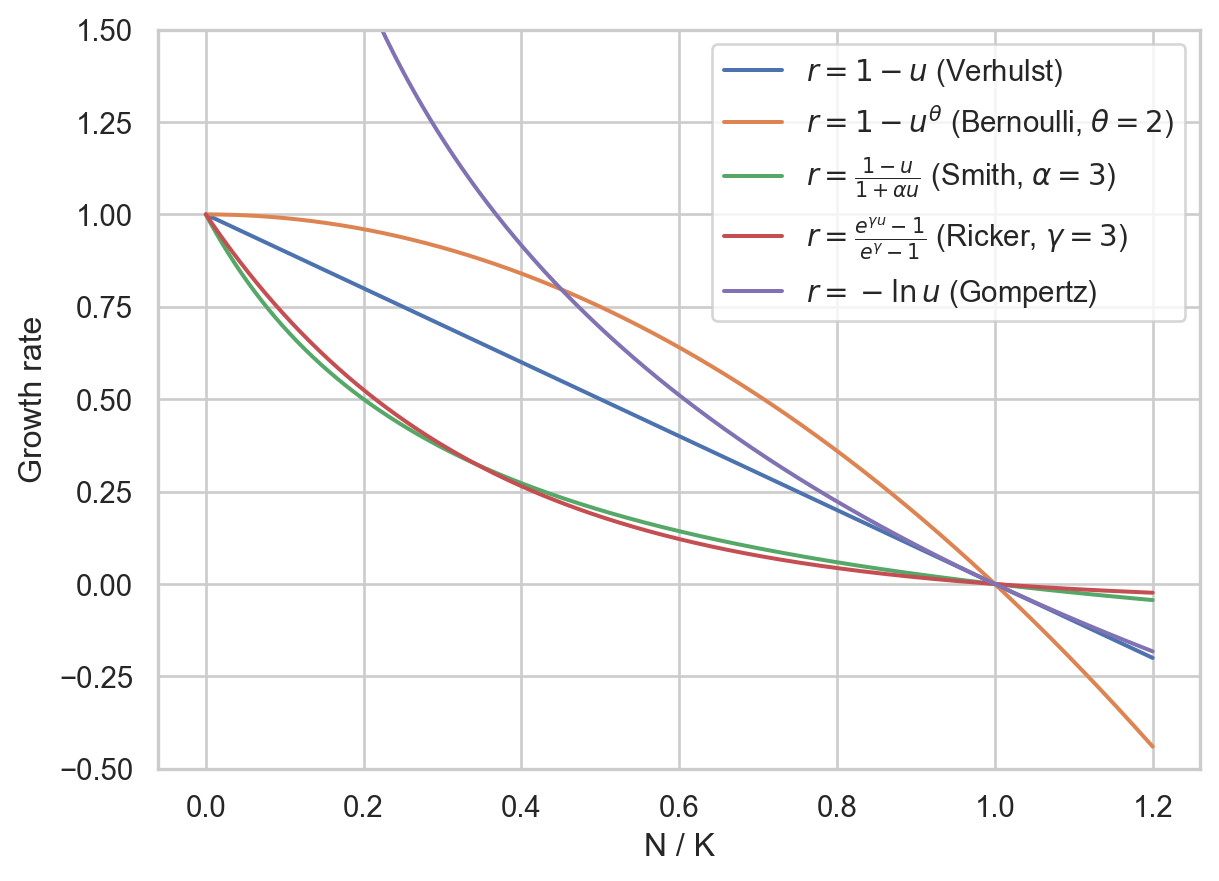 1.50
1.25
1.00
0.75
0.50
0.25
0.00
−0.25
−0.50
Growth rate
r = 1 − u (Verhulst)
r = 1 − u^θ (Bernoulli, θ = 2)
r = (1 − u)/(1 + αu) (Smith, α = 3)
r = (e^{γu} − 1)/(e^γ − 1) (Ricker, γ = 3)
r = − ln u (Gompertz)
0.0 0.2 0.4 0.6 0.8 1.0 1.2
N / K